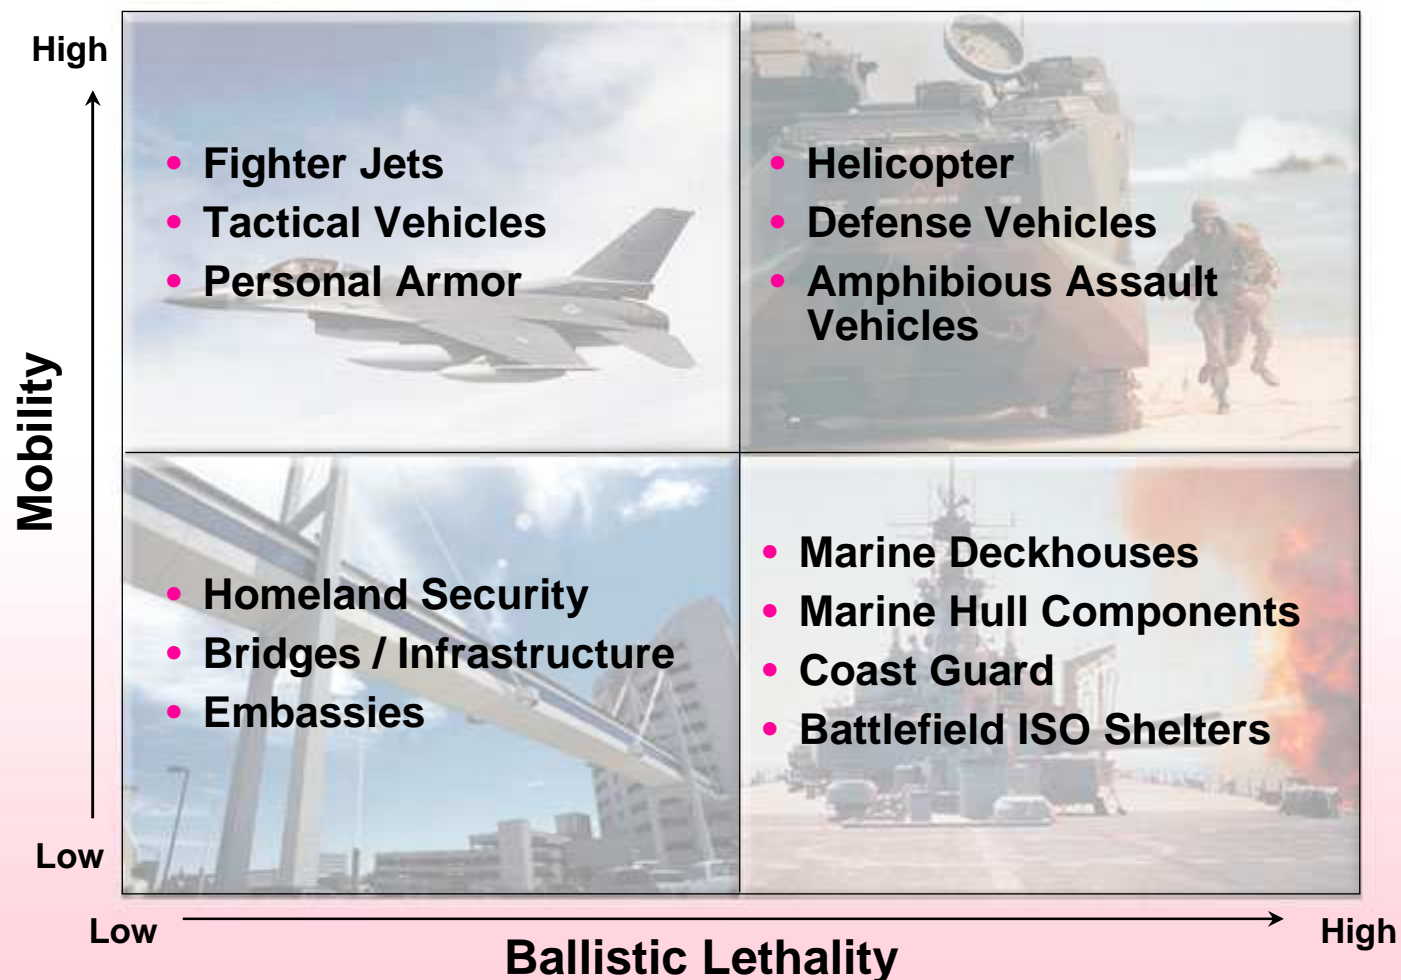 High
Fighter Jets
Tactical Vehicles
Personal Armor
Helicopter
Defense Vehicles
Amphibious Assault
Vehicles
Mobility
Homeland Security
Bridges / Infrastructure
Embassies
Marine Deckhouses
Marine Hull Components
Coast Guard
Battlefield ISO Shelters
Low
Low
High
Ballistic Lethality